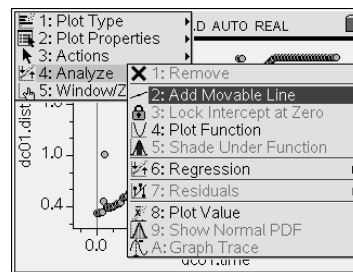 1: Plot Type
.D AUTO REAL
2: Plot Properties
3: Actions
4: Analyze
1: Remove
5: Window/Z
2: Add Movable Line
3: Lock Intercept at Zero
4: Plot Function
5: Shade Under Function
6: Regression
7: Residuals
8: Plot Value
9: Show Normal PDF
A: Graph Trace
dc01.dist
1.0
0.4
0.0
dc01.time